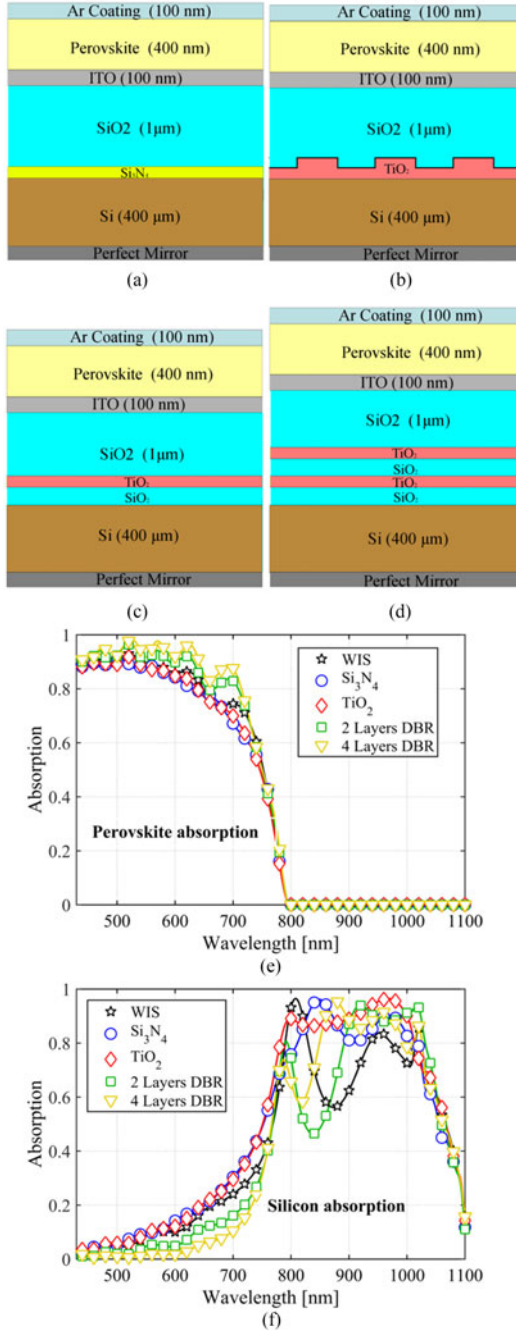 Ar Coating (100 nm)
Perovskite (400 nm)
ITO (100 nm)
SiO2 (1μm)
Si₃N₄
Si (400 μm)
Perfect Mirror
(a)
Ar Coating (100 nm)
Perovskite (400 nm)
ITO (100 nm)
SiO2 (1μm)
TiO₂
Si (400 μm)
Perfect Mirror
(b)
Ar Coating (100 nm)
Perovskite (400 nm)
ITO (100 nm)
SiO2 (1μm)
TiO₂
SiO₂
Si (400 μm)
Perfect Mirror
(c)
Ar Coating (100 nm)
Perovskite (400 nm)
ITO (100 nm)
SiO2 (1μm)
TiO₂
SiO₂
TiO₂
SiO₂
Si (400 μm)
Perfect Mirror
(d)
1
0.8
0.6
0.4
0.2
0
Absorption
WIS
Si₃N₄
TiO₂
2 Layers DBR
4 Layers DBR
Perovskite absorption
500 600 700 800 900 1000 1100
Wavelength [nm]
(e)
1
0.8
0.6
0.4
0.2
0
Absorption
WIS
Si₃N₄
TiO₂
2 Layers DBR
4 Layers DBR
Silicon absorption
500 600 700 800 900 1000 1100
Wavelength [nm]
(f)